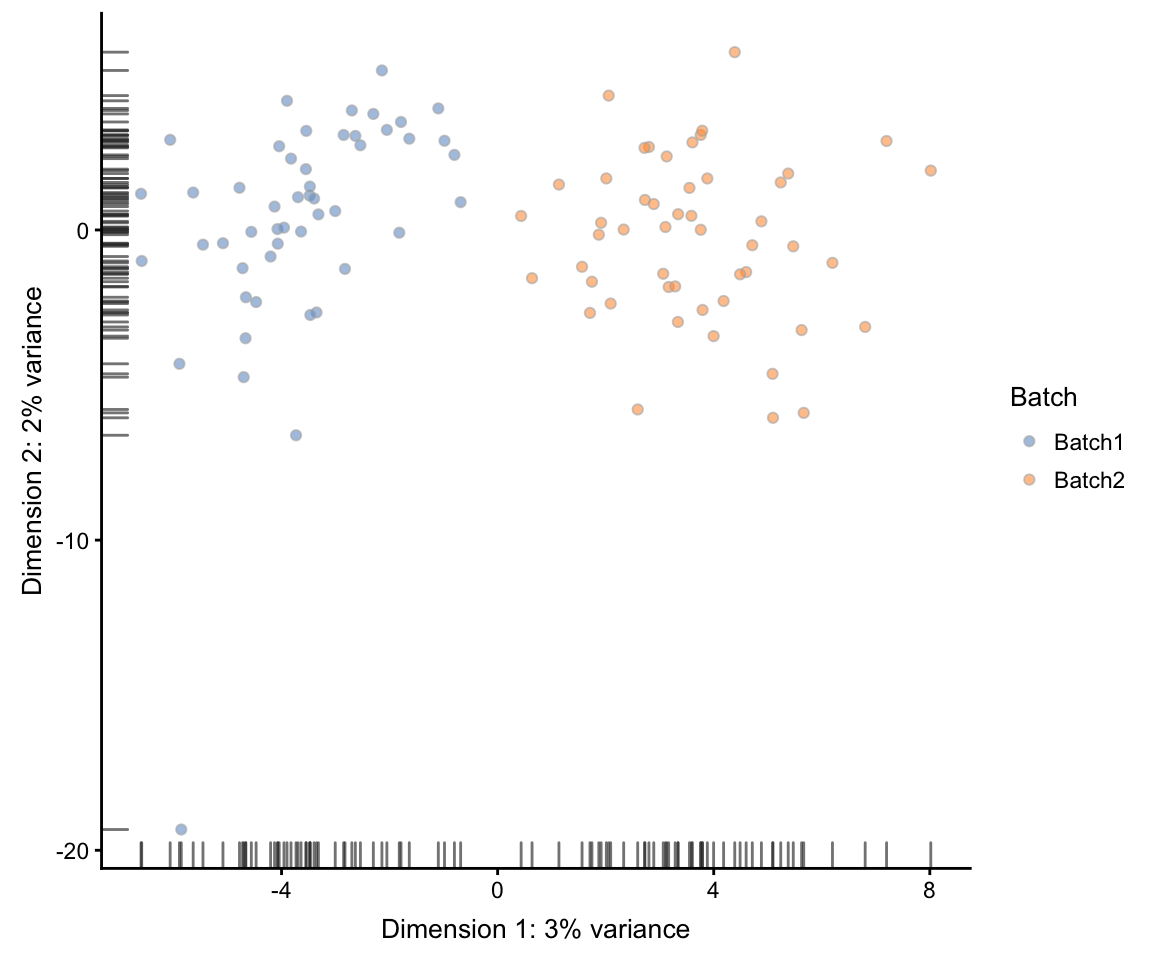 Dimension 2: 2% variance
0
-10
-20
-4
0
4
8
Dimension 1: 3% variance
Batch
Batch1
Batch2